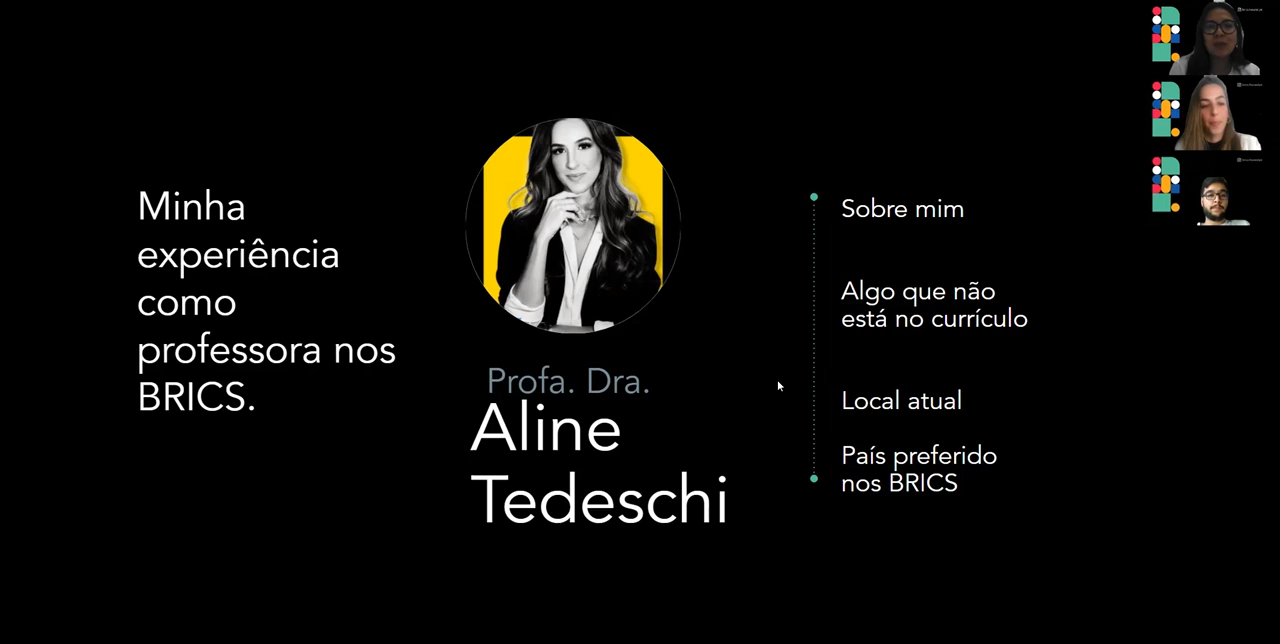 Minha
experiência
como
professora nos
BRICS.
Profa. Dra.
Aline
Tedeschi
Sobre mim
Algo que não
está no currículo
Local atual
País preferido
nos BRICS